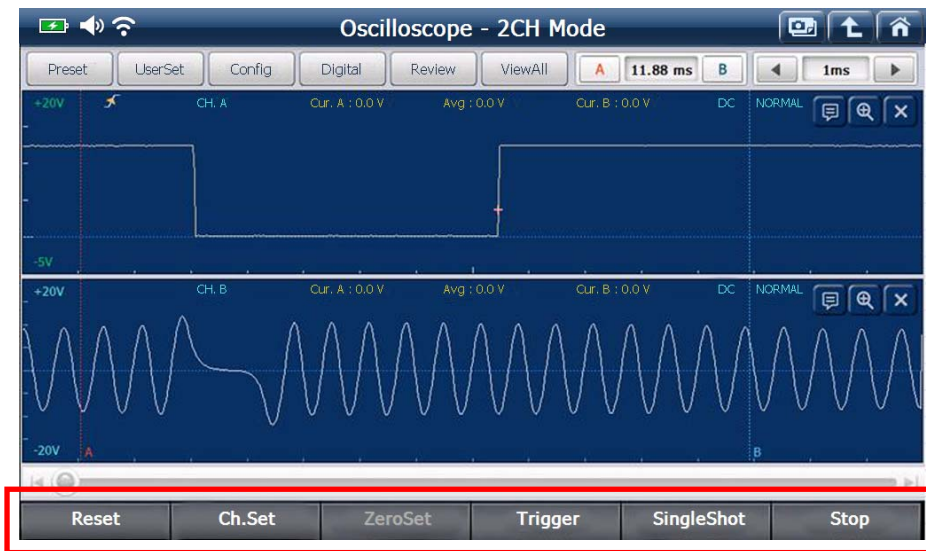 Oscilloscope - 2CH Mode
Preset UserSet Config Digital Review ViewAll A 11.88 ms B 1ms
+20V CH. A Cur. A : 0.0 V Avg : 0.0 V Cur. B : 0.0 V DC NORMAL
-5V
+20V CH. B Cur. A : 0.0 V Avg : 0.0 V Cur. B : 0.0 V DC NORMAL
-20V A B
Reset Ch.Set ZeroSet Trigger SingleShot Stop